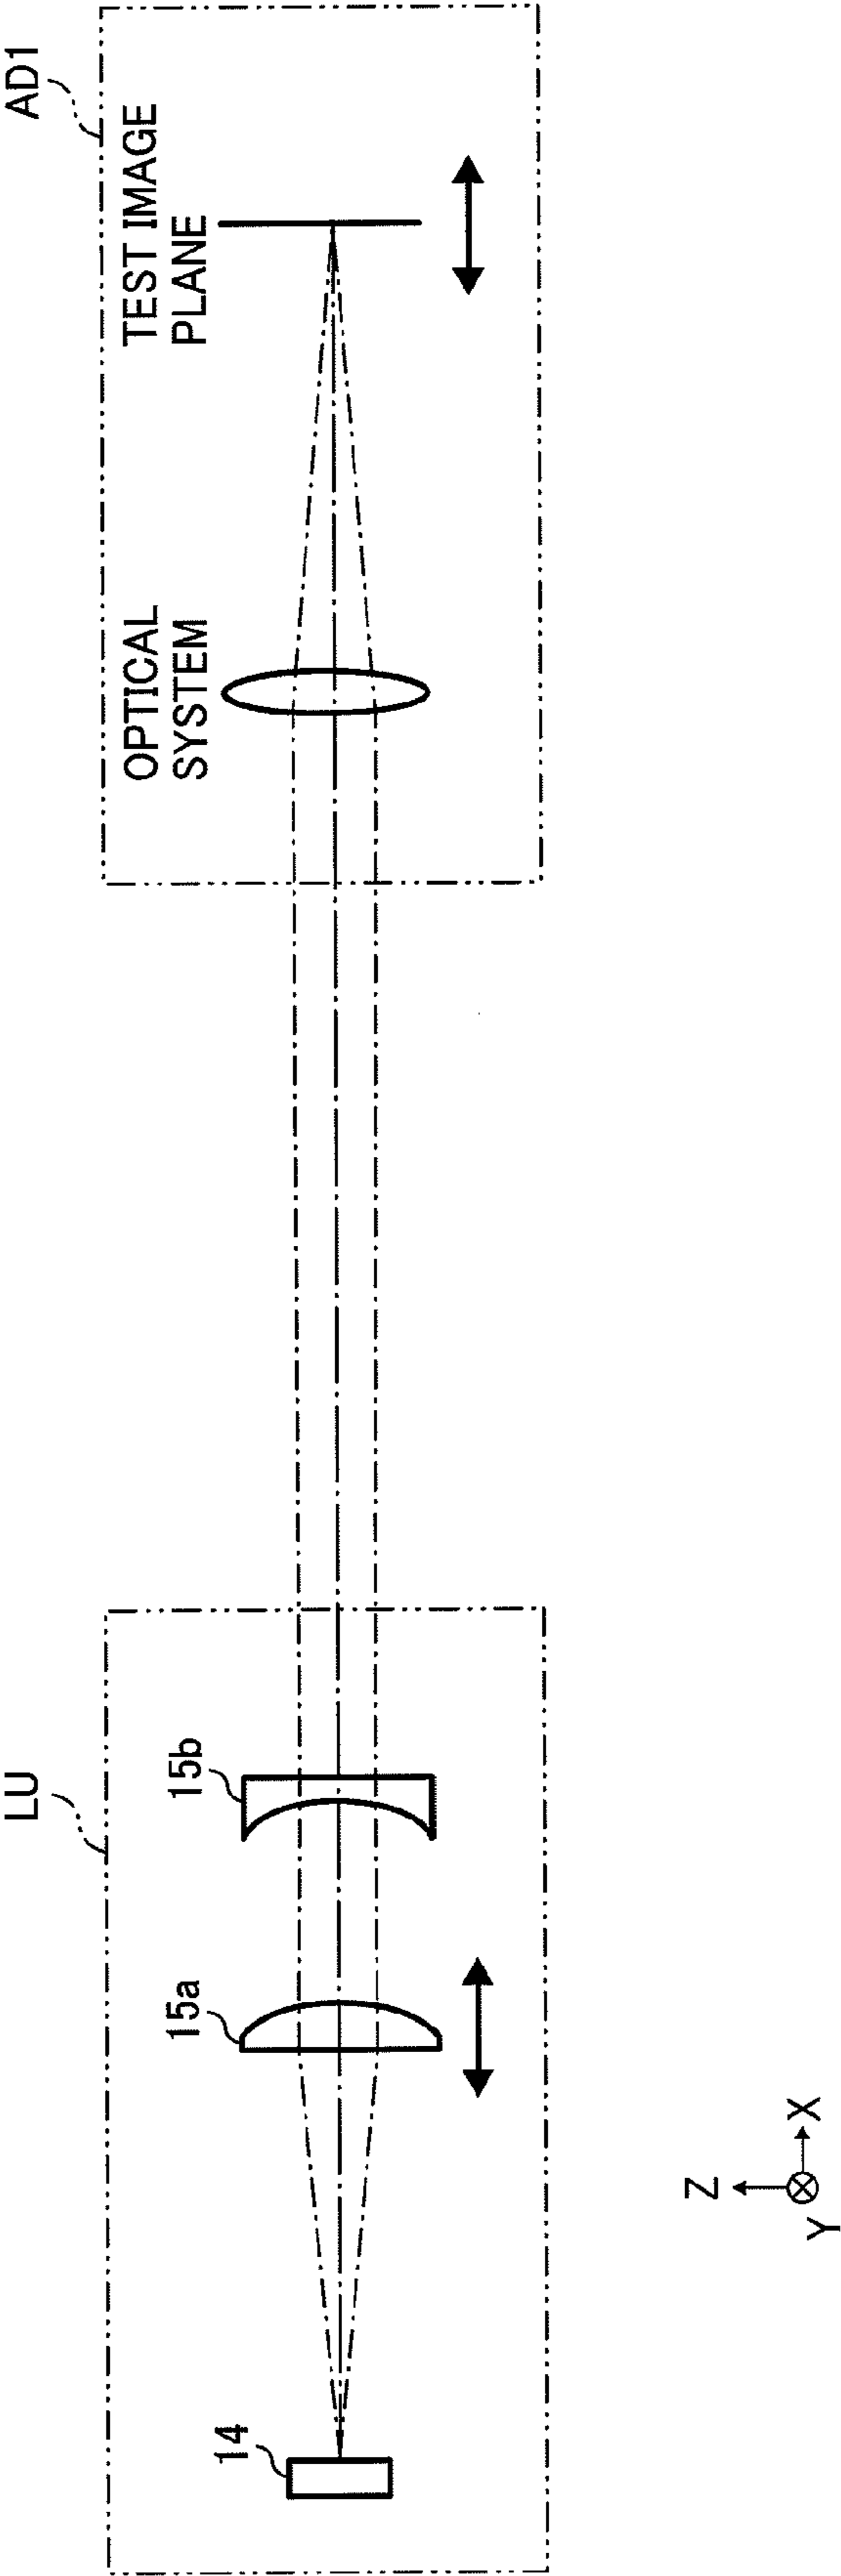 AD1
TEST IMAGE
PLANE
OPTICAL
SYSTEM
LU
15b
15a
14
Z
X
Y